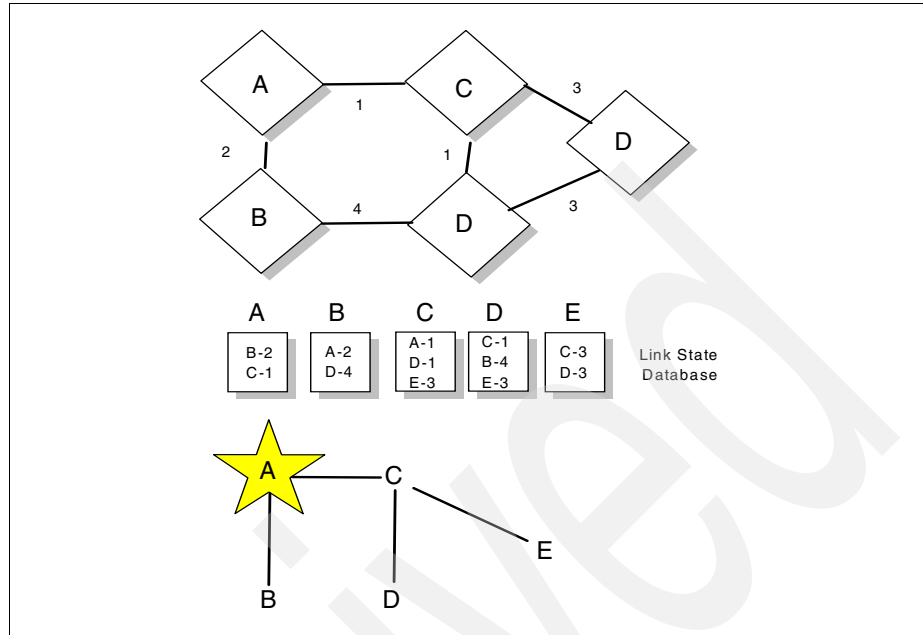 A
C
D
B
D
1
3
2
1
4
3
A B C D E
B-2
C-1
A-2
D-4
A-1
D-1
E-3
C-1
B-4
E-3
C-3
D-3
Link State
Database
A
C
E
B
D
ived